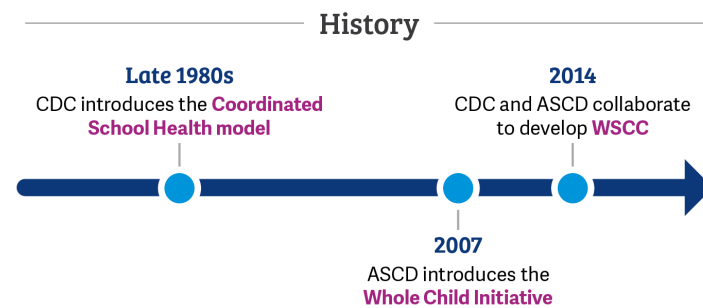 History
Late 1980s
CDC introduces the Coordinated
School Health model
2014
CDC and ASCD collaborate
to develop WSCC
2007
ASCD introduces the
Whole Child Initiative